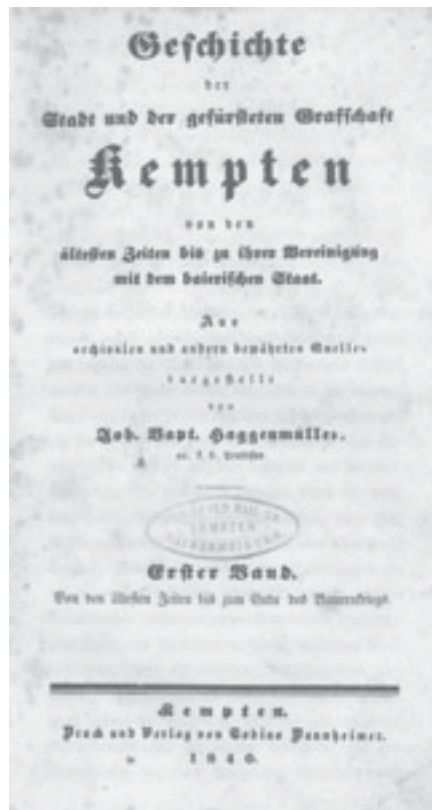 Geschichte
der
Stadt und der gefürsteten Grafschaft
Kempten
von den
ältesten Zeiten bis zu ihrer Vereinigung
mit dem baierischen Staat.
Aus
archivalen und andern bewährten Quellen
dargestellt
von
Joh. Bapt. Haggenmüller.
Erster Band.
Von den ältesten Zeiten bis zum Ende des Bauernkriegs.
Kempten.
Druck und Verlag von Tobias Dannheimer.
1840.